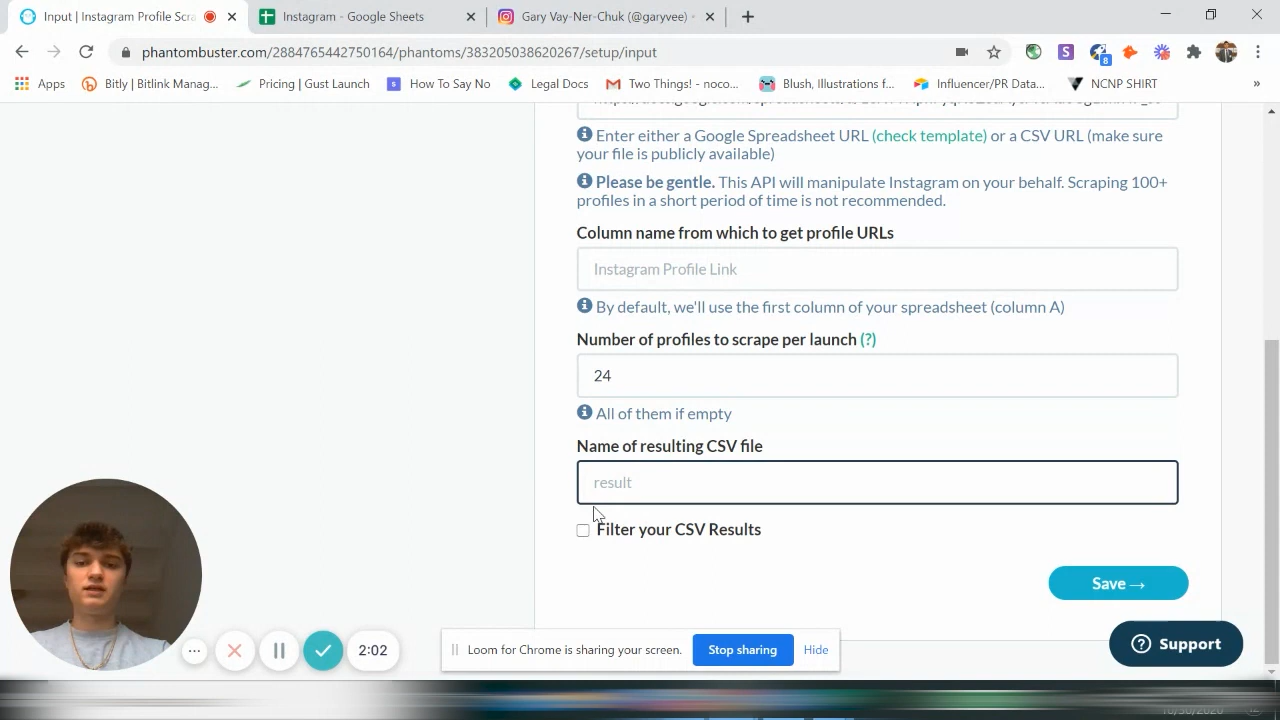 Input | Instagram Profile Scra
Instagram - Google Sheets
Gary Vay-Ner-Chuk (@garyvee) •
phantombuster.com/2884765442750164/phantoms/383205038620267/setup/input
8
Apps
Bitly | Bitlink Manag...
Pricing | Gust Launch
How To Say No
Legal Docs
Two Things! - noco...
Blush, Illustrations f...
Influencer/PR Data...
NCNP SHIRT
»
Enter either a Google Spreadsheet URL (check template) or a CSV URL (make sure
your file is publicly available)
Please be gentle. This API will manipulate Instagram on your behalf. Scraping 100+
profiles in a short period of time is not recommended.
Column name from which to get profile URLs
Instagram Profile Link
By default, we'll use the first column of your spreadsheet (column A)
Number of profiles to scrape per launch (?)
24
All of them if empty
Name of resulting CSV file
result
Filter your CSV Results
Save →
2:02
Loom for Chrome is sharing your screen.
Stop sharing
Hide
Support